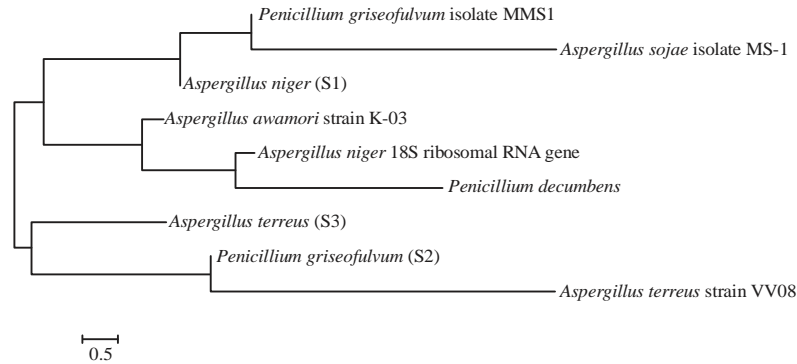 Penicillium griseofulvum isolate MMS1
Aspergillus sojae isolate MS-1
Aspergillus niger (S1)
Aspergillus awamori strain K-03
Aspergillus niger 18S ribosomal RNA gene
Penicillium decumbens
Aspergillus terreus (S3)
Penicillium griseofulvum (S2)
Aspergillus terreus strain VV08
0.5